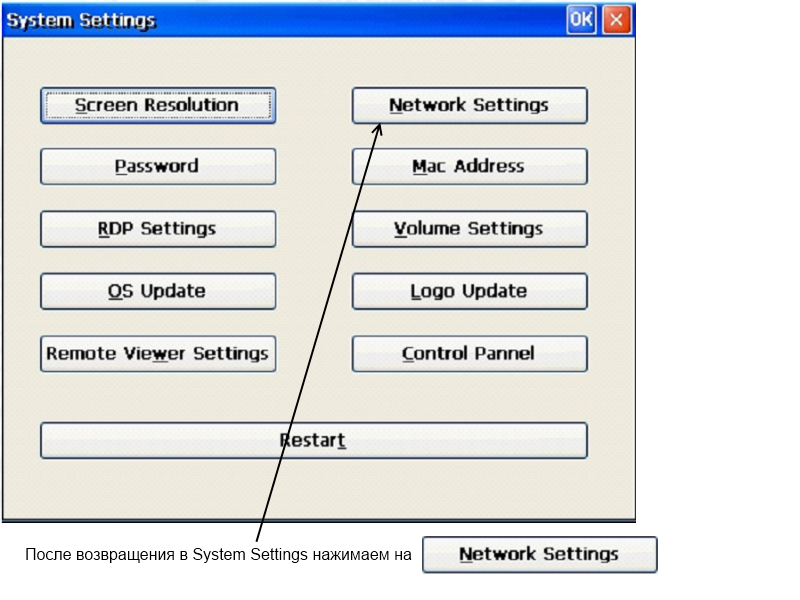 System Settings OK
Screen Resolution Network Settings
Password Mac Address
RDP Settings Volume Settings
OS Update Logo Update
Remote Viewer Settings Control Pannel
Restart
После возвращения в System Settings нажимаем на Network Settings